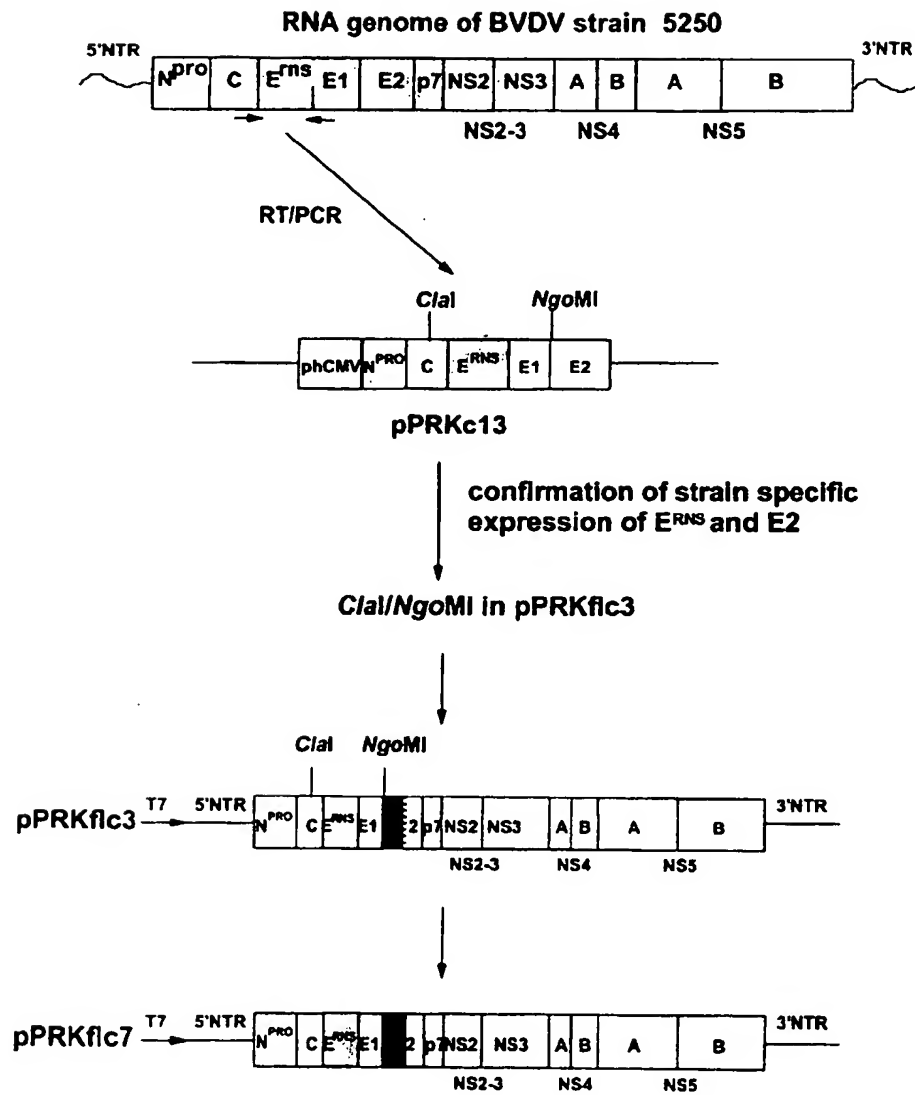 RNA genome of BVDV strain 5250
5'NTR
3'NTR
N^pro C E^rns E1 E2 p7 NS2 NS3 A B A B
NS2-3 NS4 NS5
RT/PCR
ClaI NgoMI
phCMV N^PRO C E^RNS E1 E2
pPRKc13
confirmation of strain specific
expression of E^RNS and E2
ClaI/NgoMI in pPRKflc3
ClaI NgoMI
pPRKflc3 T7 5'NTR N^PRO C E^RNS E1 2 p7 NS2 NS3 A B A B 3'NTR
NS2-3 NS4 NS5
pPRKflc7 T7 5'NTR N^PRO C E^RNS E1 2 p7 NS2 NS3 A B A B 3'NTR
NS2-3 NS4 NS5